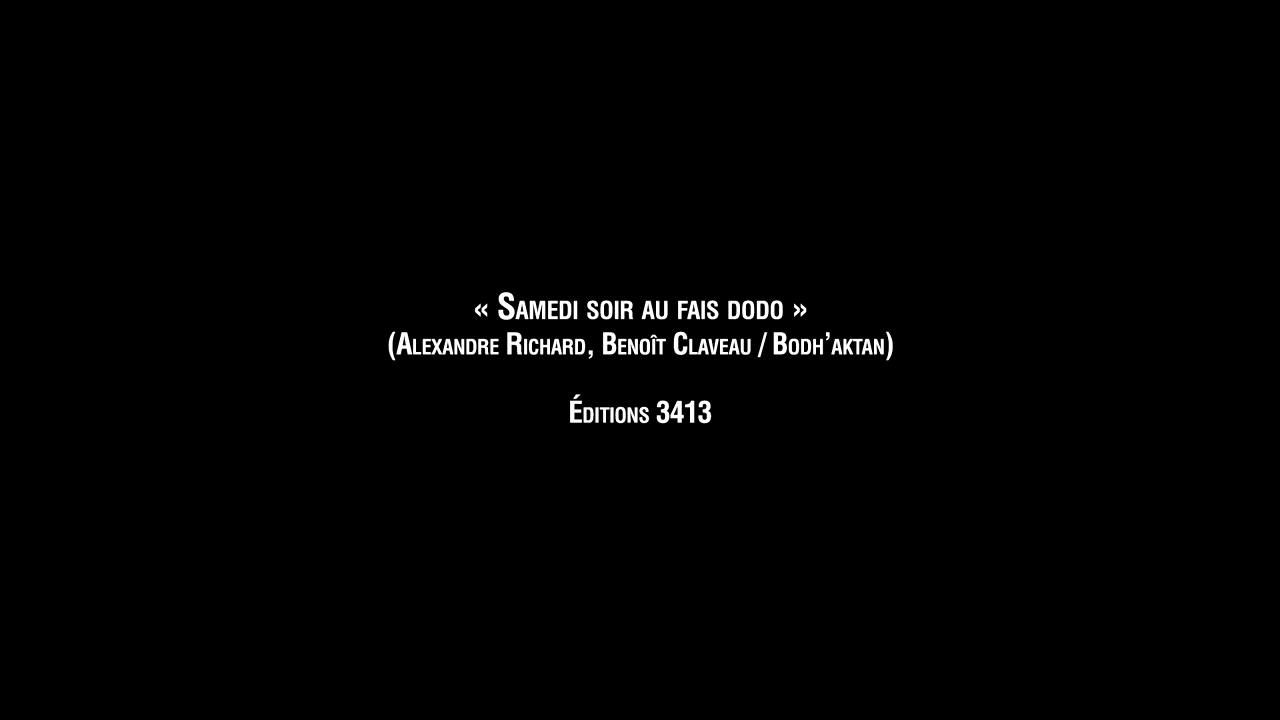 « Samedi soir au fais dodo »
(Alexandre Richard, Benoît Claveau / Bodh’aktan)
Éditions 3413